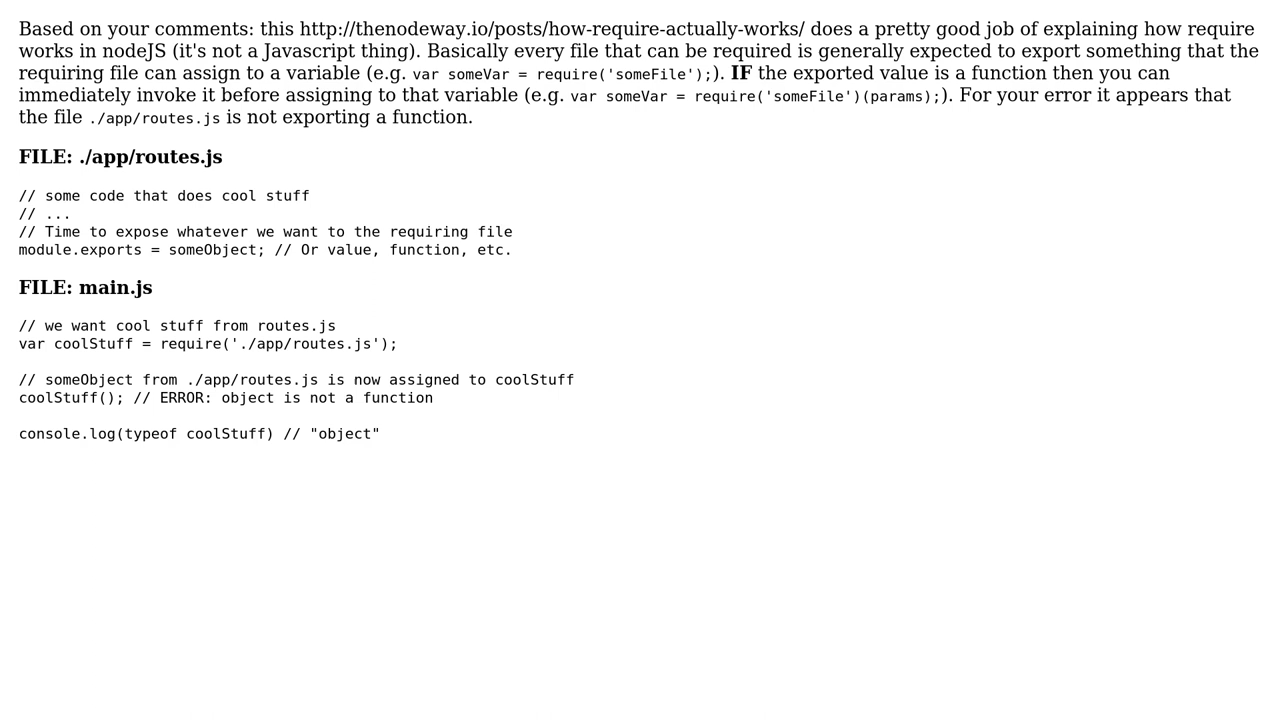 Based on your comments: this http://thenodeway.io/posts/how-require-actually-works/ does a pretty good job of explaining how require
works in nodeJS (it's not a Javascript thing). Basically every file that can be required is generally expected to export something that the
requiring file can assign to a variable (e.g. var someVar = require('someFile');). IF the exported value is a function then you can
immediately invoke it before assigning to that variable (e.g. var someVar = require('someFile')(params);). For your error it appears that
the file ./app/routes.js is not exporting a function.
FILE: ./app/routes.js
// some code that does cool stuff
// ...
// Time to expose whatever we want to the requiring file
module.exports = someObject; // Or value, function, etc.
FILE: main.js
// we want cool stuff from routes.js
var coolStuff = require('./app/routes.js');
// someObject from ./app/routes.js is now assigned to coolStuff
coolStuff(); // ERROR: object is not a function
console.log(typeof coolStuff) // "object"